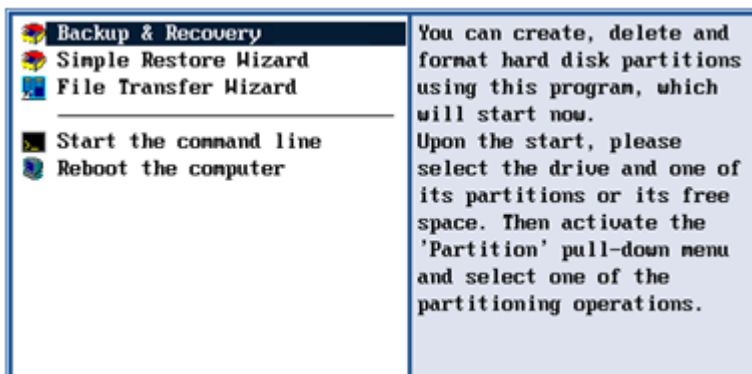 Backup & Recovery
Simple Restore Wizard
File Transfer Wizard
Start the command line
Reboot the computer
You can create, delete and
format hard disk partitions
using this program, which
will start now.
Upon the start, please
select the drive and one of
its partitions or its free
space. Then activate the
'Partition' pull-down menu
and select one of the
partitioning operations.